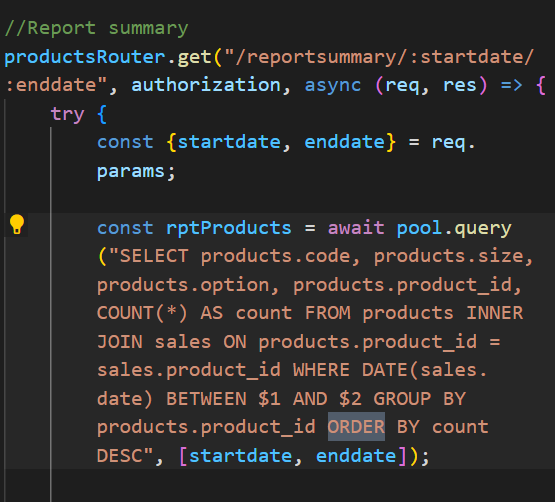 //Report summary
productsRouter.get("/reportsummary/:startdate/
:enddate", authorization, async (req, res) => {
try {
const {startdate, enddate} = req.
params;
const rptProducts = await pool.query
("SELECT products.code, products.size,
products.option, products.product_id,
COUNT(*) AS count FROM products INNER
JOIN sales ON products.product_id =
sales.product_id WHERE DATE(sales.
date) BETWEEN $1 AND $2 GROUP BY
products.product_id ORDER BY count
DESC", [startdate, enddate]);